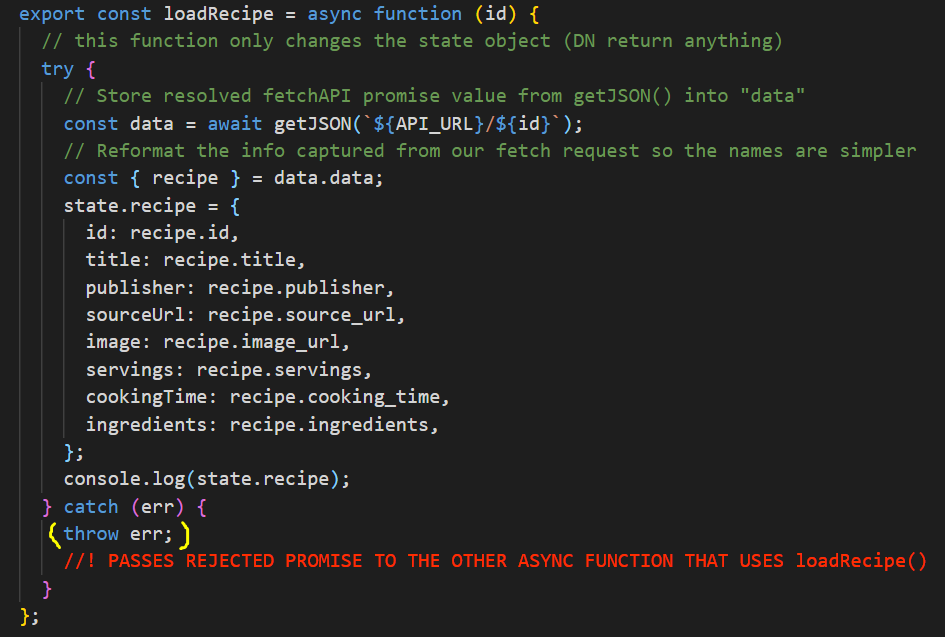 export const loadRecipe = async function (id) {
// this function only changes the state object (DN return anything)
try {
// Store resolved fetchAPI promise value from getJSON() into "data"
const data = await getJSON(`${API_URL}/${id}`);
// Reformat the info captured from our fetch request so the names are simpler
const { recipe } = data.data;
state.recipe = {
id: recipe.id,
title: recipe.title,
publisher: recipe.publisher,
sourceUrl: recipe.source_url,
image: recipe.image_url,
servings: recipe.servings,
cookingTime: recipe.cooking_time,
ingredients: recipe.ingredients,
};
console.log(state.recipe);
} catch (err) {
(throw err;)
//! PASSES REJECTED PROMISE TO THE OTHER ASYNC FUNCTION THAT USES loadRecipe()
}
};